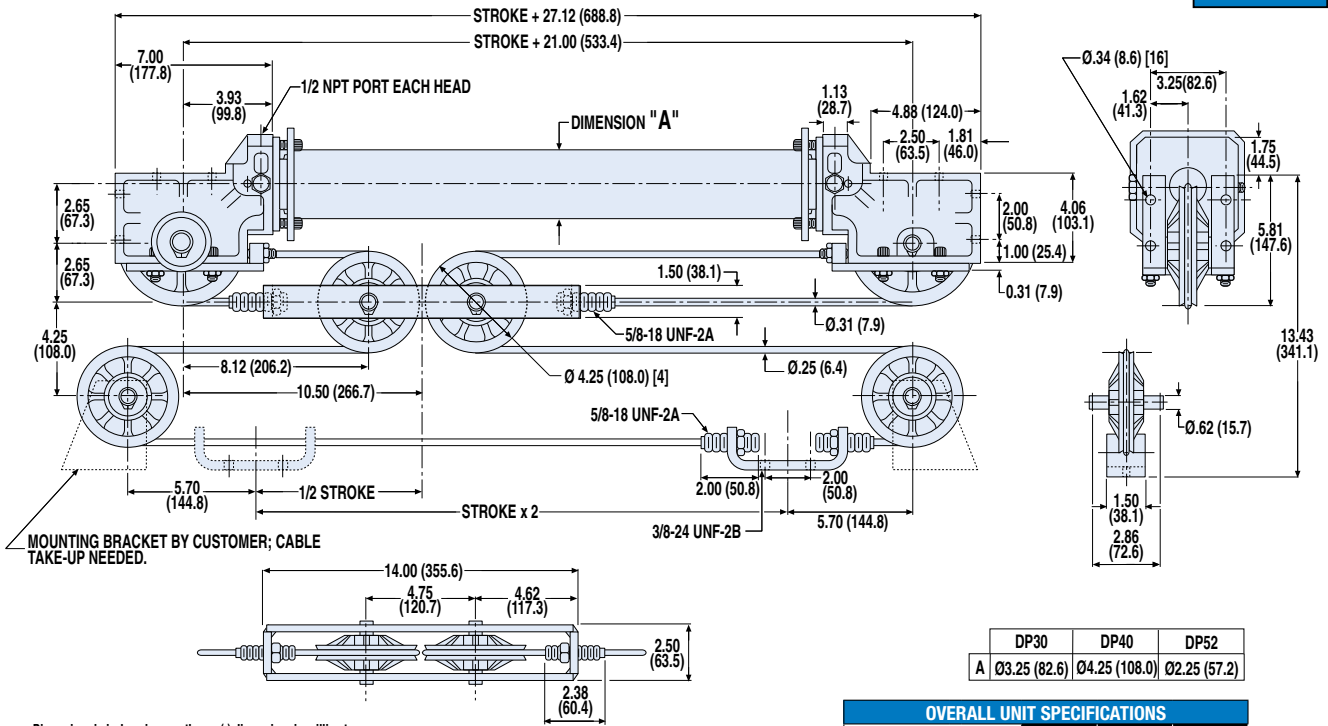 STROKE + 27.12 (688.8)
STROKE + 21.00 (533.4)
7.00
(177.8)
3.93
(99.8)
1/2 NPT PORT EACH HEAD
DIMENSION "A"
1.13
(28.7)
4.88 (124.0)
2.50
(63.5)
1.81
(46.0)
Ø.34 (8.6) [16]
3.25(82.6)
1.62
(41.3)
1.75
(44.5)
2.65
(67.3)
2.65
(67.3)
4.25
(108.0)
2.00
(50.8)
4.06
(103.1)
1.00 (25.4)
0.31 (7.9)
5.81
(147.6)
13.43
(341.1)
1.50 (38.1)
5/8-18 UNF-2A
Ø.31 (7.9)
8.12 (206.2)
10.50 (266.7)
Ø 4.25 (108.0) [4]
Ø.25 (6.4)
5/8-18 UNF-2A
Ø.62 (15.7)
5.70
(144.8)
1/2 STROKE
STROKE x 2
2.00 (50.8)
2.00
(50.8)
3/8-24 UNF-2B
5.70 (144.8)
1.50
(38.1)
2.86
(72.6)
MOUNTING BRACKET BY CUSTOMER; CABLE
TAKE-UP NEEDED.
14.00 (355.6)
4.75
(120.7)
4.62
(117.3)
2.50
(63.5)
2.38
(60.4)
DP30 DP40 DP52
A Ø3.25 (82.6) Ø4.25 (108.0) Ø2.25 (57.2)
OVERALL UNIT SPECIFICATIONS